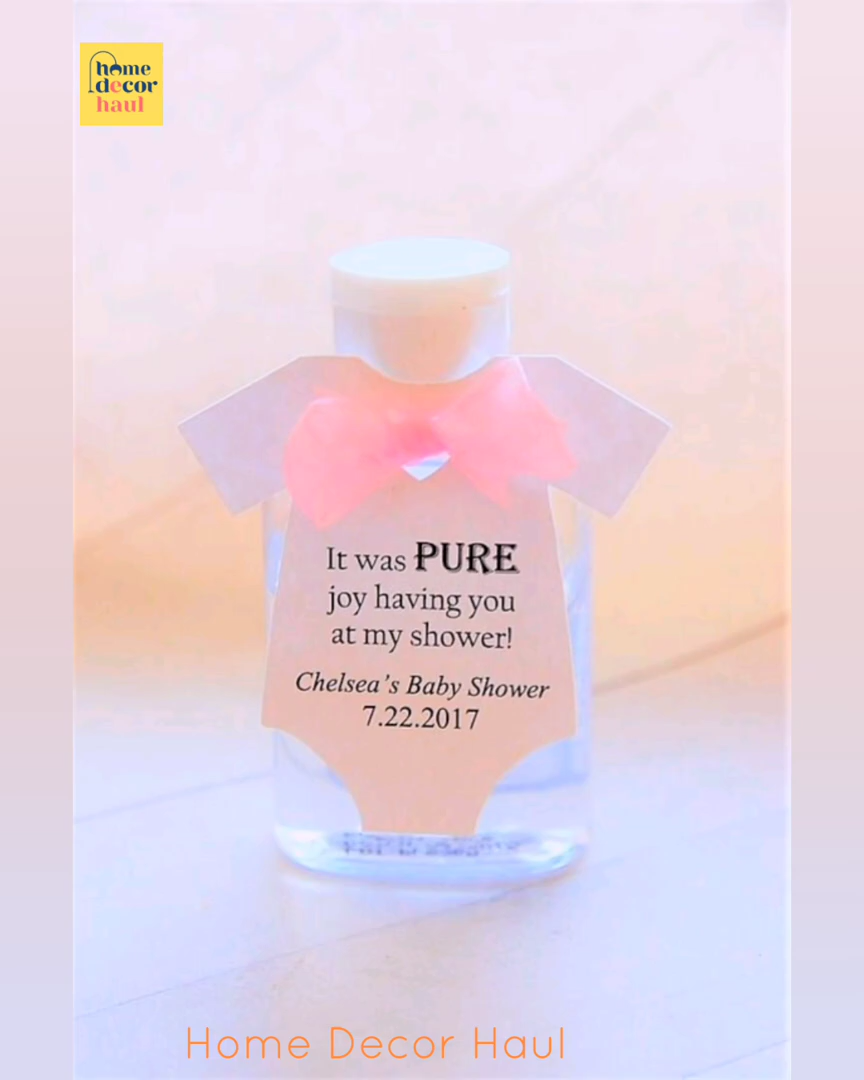 home
decor
haul
It was PURE
joy having you
at my shower!
Chelsea's Baby Shower
7.22.2017
Home Decor Haul